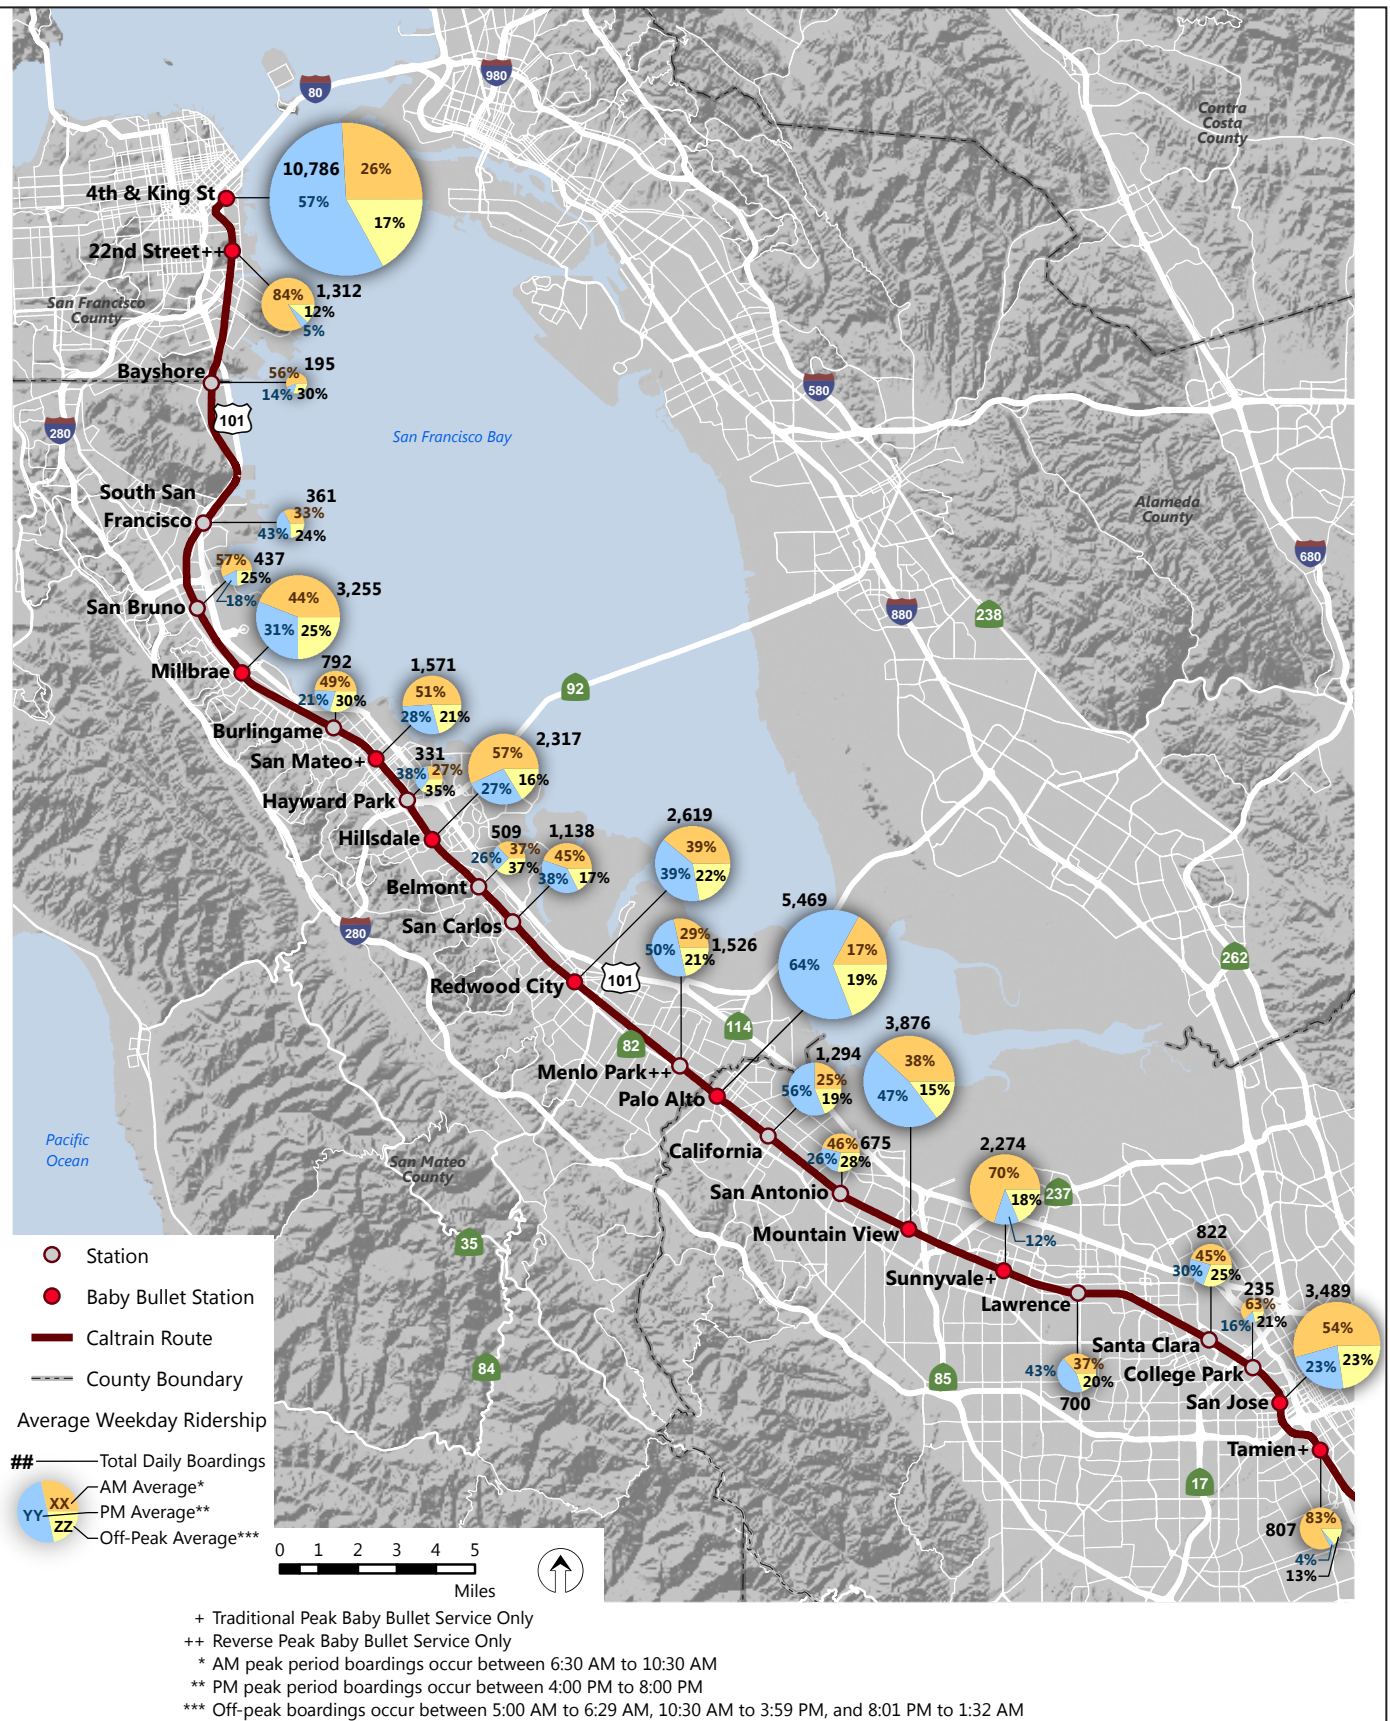 80
980
Contra
Costa
County
10,786
26%
57%
17%
4th & King St
22nd Street++
84%
1,312
12%
5%
San Francisco
County
Bayshore
56%
195
14%
30%
580
101
280
San Francisco Bay
South San
Francisco
361
33%
43%
24%
Alameda
County
680
57%
437
25%
18%
San Bruno
44%
3,255
31%
25%
880
238
Millbrae
792
49%
21%
30%
1,571
51%
28%
21%
92
Burlingame
San Mateo+
331
38%
27%
35%
57%
2,317
27%
16%
Hayward Park
Hillsdale
509
26%
37%
37%
1,138
45%
38%
17%
2,619
39%
39%
22%
Belmont
San Carlos
280
5,469
17%
64%
19%
29%
50%
1,526
21%
262
Redwood City
101
114
82
3,876
38%
47%
15%
Menlo Park++
1,294
25%
56%
19%
Palo Alto
Pacific
Ocean
San Mateo
County
California
46%
675
26%
28%
2,274
70%
18%
12%
237
San Antonio
Mountain View
35
822
45%
30%
25%
Sunnyvale+
Lawrence
235
63%
16%
21%
3,489
54%
23%
23%
Santa Clara
College Park
84
85
43%
37%
20%
700
San Jose
Tamien+
17
807
83%
4%
13%
Station
Baby Bullet Station
Caltrain Route
County Boundary
Average Weekday Ridership
## Total Daily Boardings
XX AM Average*
YY PM Average**
ZZ Off-Peak Average***
0 1 2 3 4 5
Miles
+ Traditional Peak Baby Bullet Service Only
++ Reverse Peak Baby Bullet Service Only
* AM peak period boardings occur between 6:30 AM to 10:30 AM
** PM peak period boardings occur between 4:00 PM to 8:00 PM
*** Off-peak boardings occur between 5:00 AM to 6:29 AM, 10:30 AM to 3:59 PM, and 8:01 PM to 1:32 AM